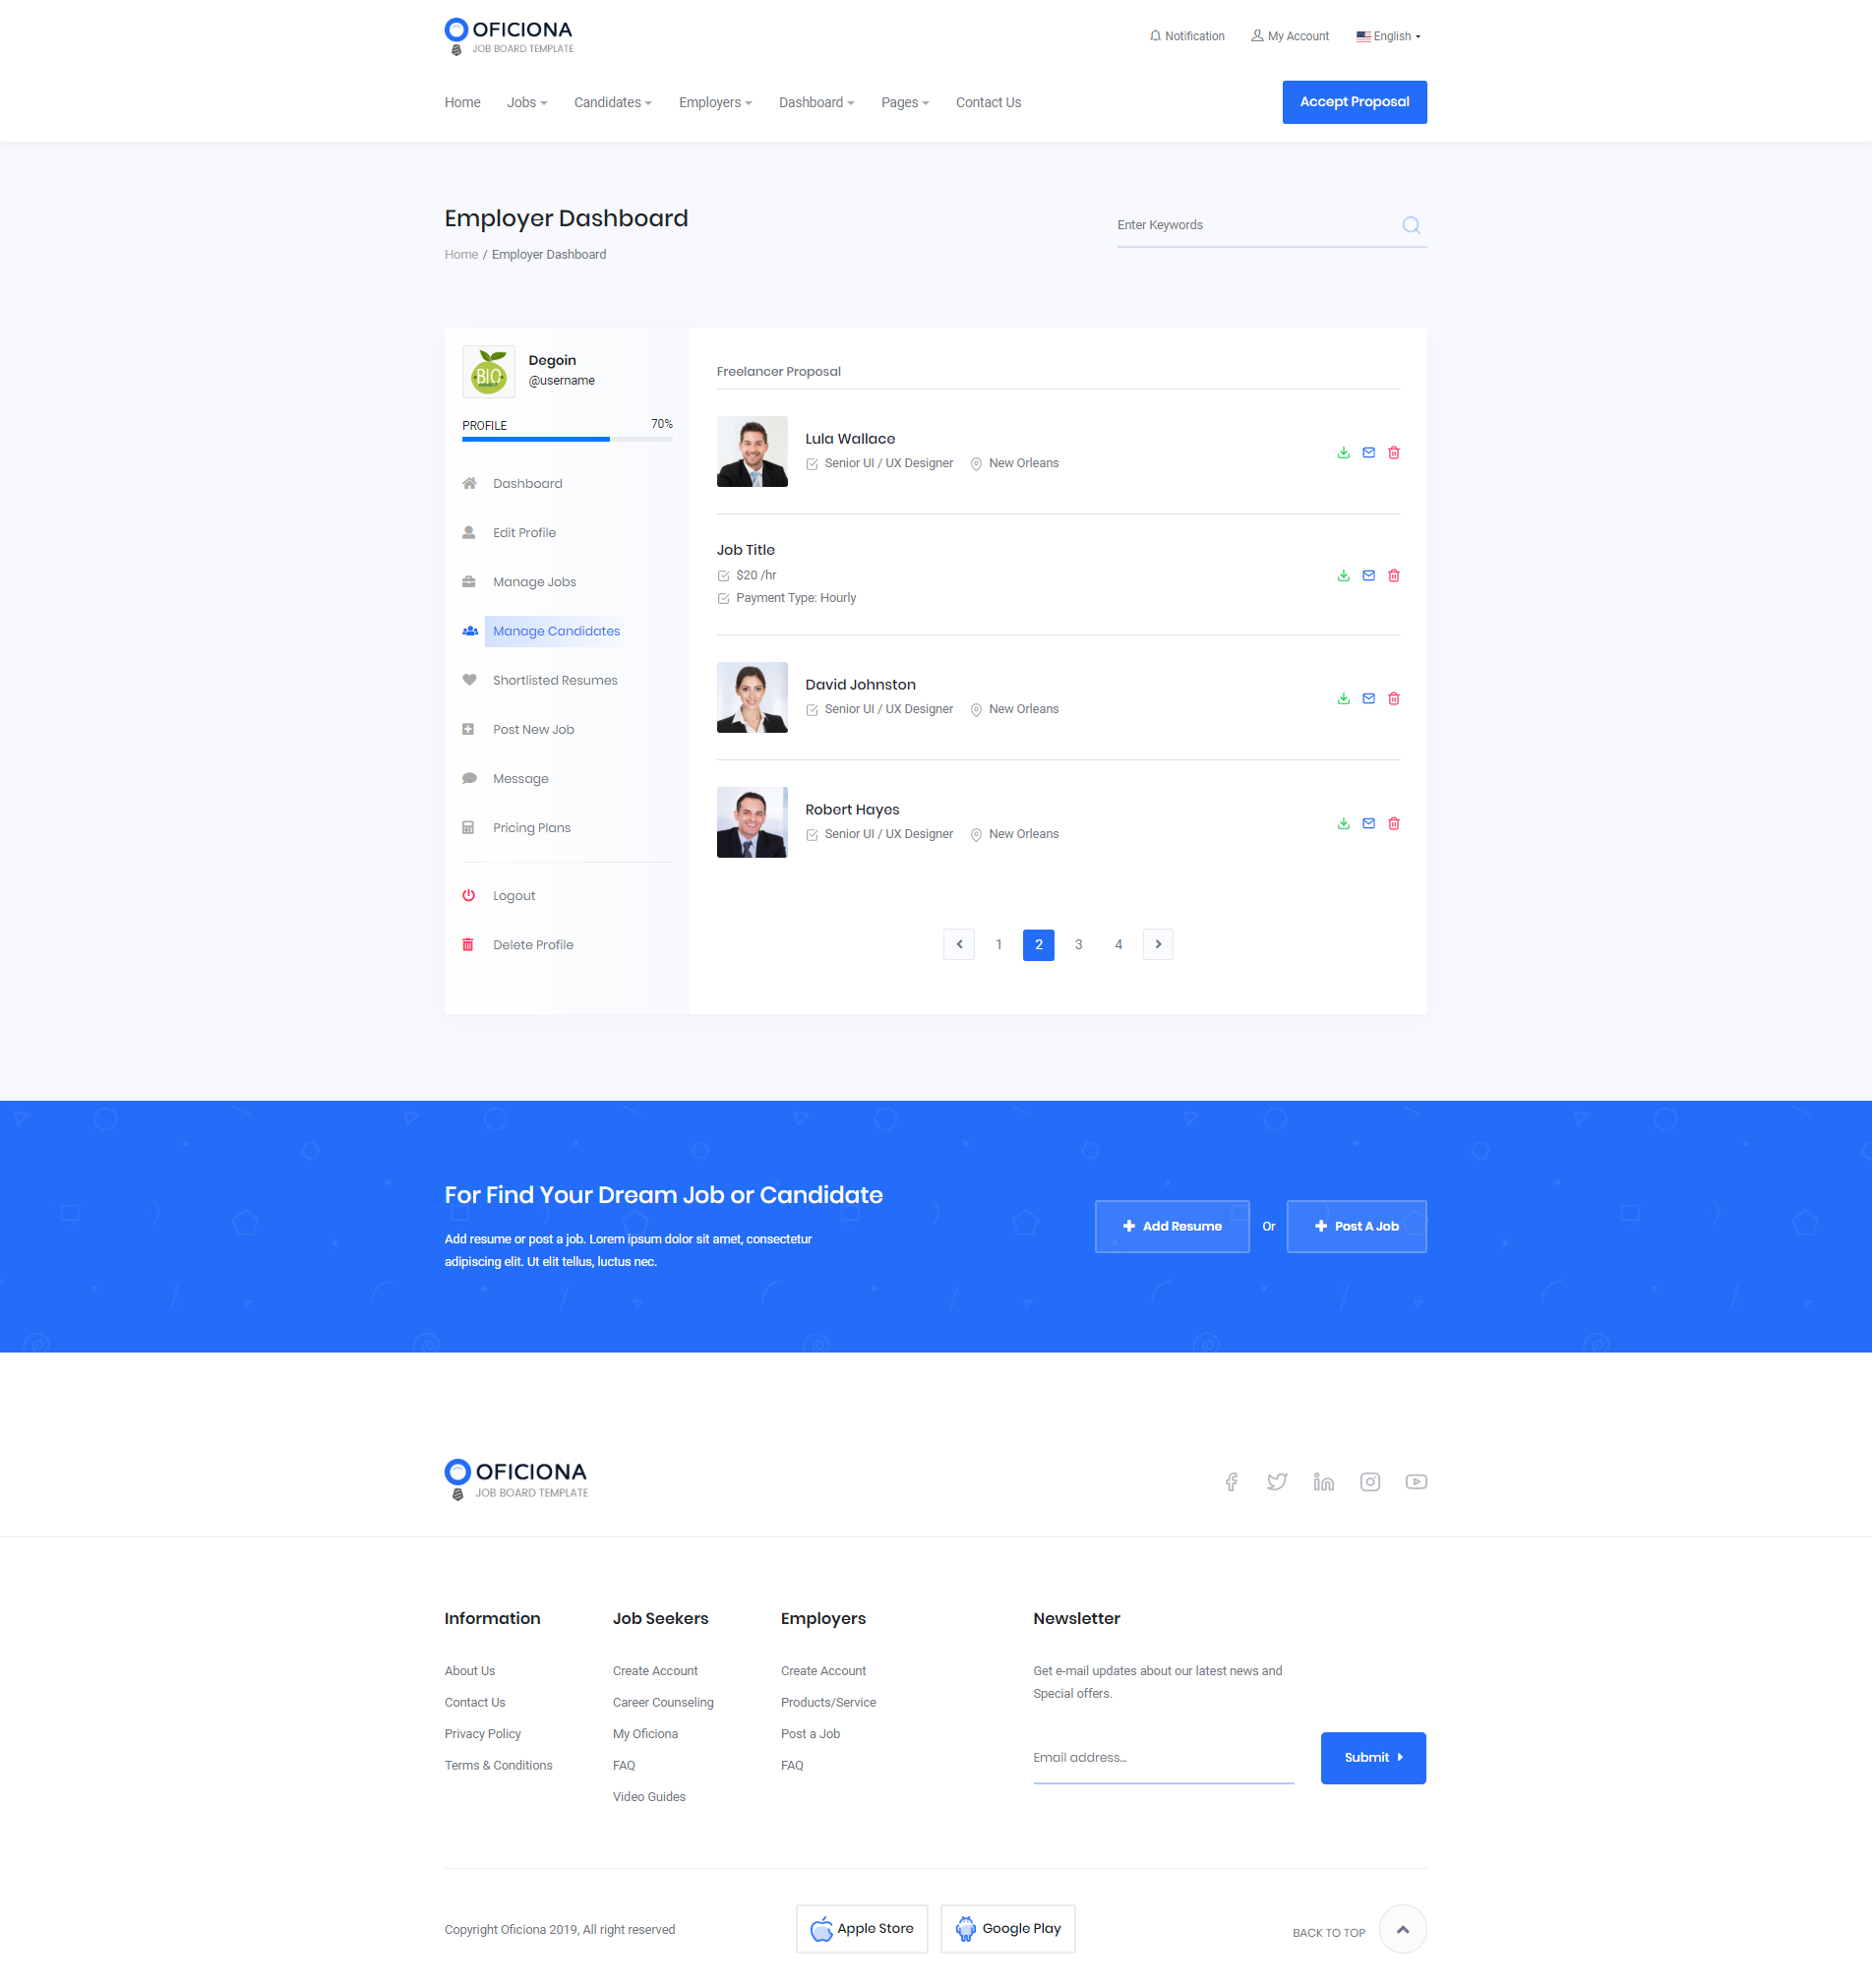 OFICIONA
JOB BOARD TEMPLATE
Notification My Account English
Home Jobs Candidates Employers Dashboard Pages Contact Us
Accept Proposal
Employer Dashboard
Enter Keywords
Home / Employer Dashboard
BIO
Degoin
@username
PROFILE 70%
Dashboard
Edit Profile
Manage Jobs
Manage Candidates
Shortlisted Resumes
Post New Job
Message
Pricing Plans
Logout
Delete Profile
Freelancer Proposal
Lula Wallace
Senior UI / UX Designer New Orleans
Job Title
$20 /hr
Payment Type: Hourly
David Johnston
Senior UI / UX Designer New Orleans
Robert Hayes
Senior UI / UX Designer New Orleans
1 2 3 4
For Find Your Dream Job or Candidate
Add resume or post a job. Lorem ipsum dolor sit amet, consectetur
adipiscing elit. Ut elit tellus, luctus nec.
Add Resume Or Post A Job
OFICIONA
JOB BOARD TEMPLATE
Information
About Us
Contact Us
Privacy Policy
Terms & Conditions
Job Seekers
Create Account
Career Counseling
My Oficiona
FAQ
Video Guides
Employers
Create Account
Products/Service
Post a Job
FAQ
Newsletter
Get e-mail updates about our latest news and
Special offers.
Email address...
Submit
Copyright Oficiona 2019, All right reserved
Apple Store
Google Play
BACK TO TOP